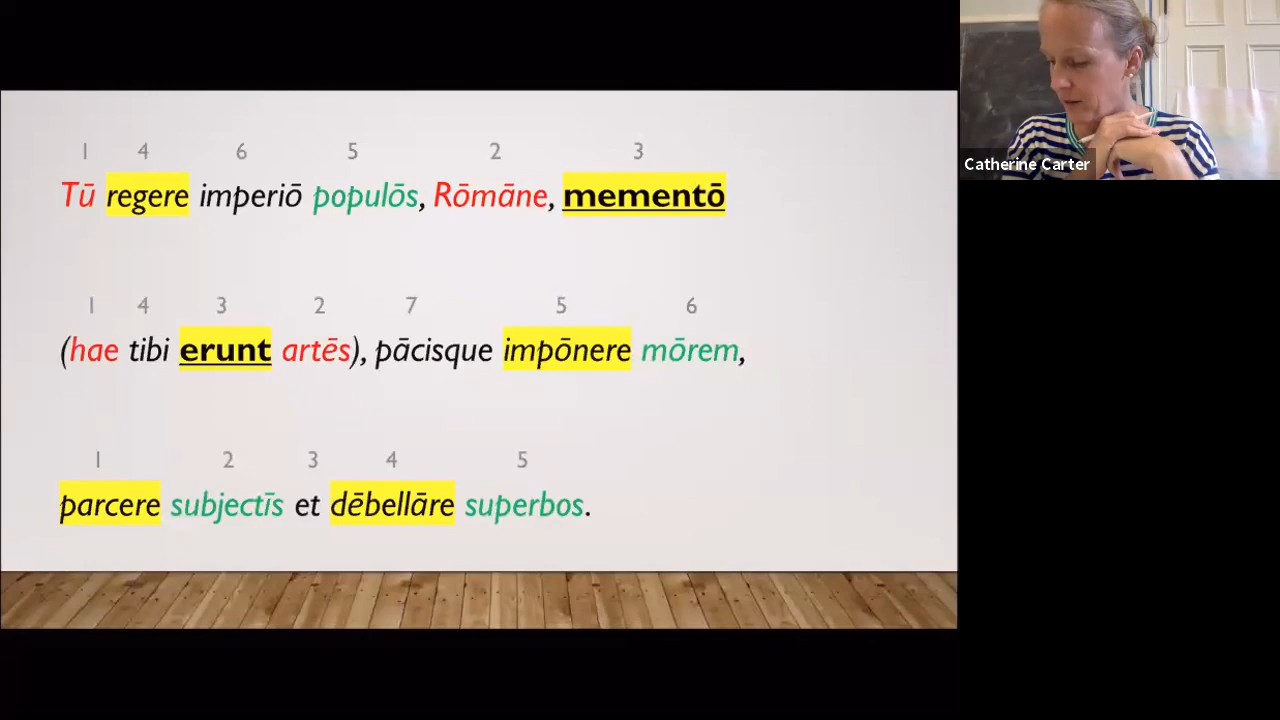 1 4 6 5 2 3
Tū regere imperiō populōs, Rōmāne, mementō
1 4 3 2 7 5 6
(hae tibi erunt artēs), pācisque impōnere mōrem,
1 2 3 4 5
parcere subjectīs et dēbellāre superbos.
Catherine Carter